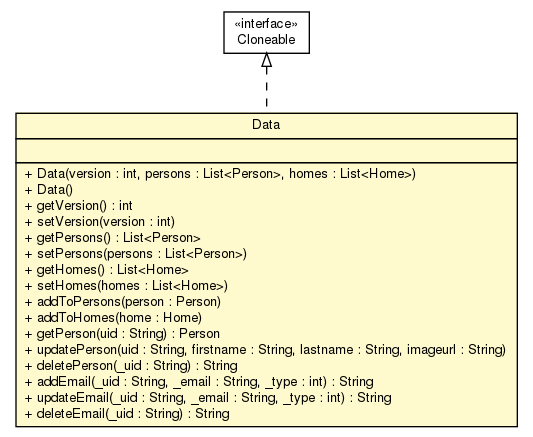 «interface»
Cloneable
Data
+ Data(version : int, persons : List<Person>, homes : List<Home>)
+ Data()
+ getVersion() : int
+ setVersion(version : int)
+ getPersons() : List<Person>
+ setPersons(persons : List<Person>)
+ getHomes() : List<Home>
+ setHomes(homes : List<Home>)
+ addToPersons(person : Person)
+ addToHomes(home : Home)
+ getPerson(uid : String) : Person
+ updatePerson(uid : String, firstname : String, lastname : String, imageurl : String)
+ deletePerson(_uid : String) : String
+ addEmail(_uid : String, _email : String, _type : int) : String
+ updateEmail(_uid : String, _email : String, _type : int) : String
+ deleteEmail(_uid : String) : String